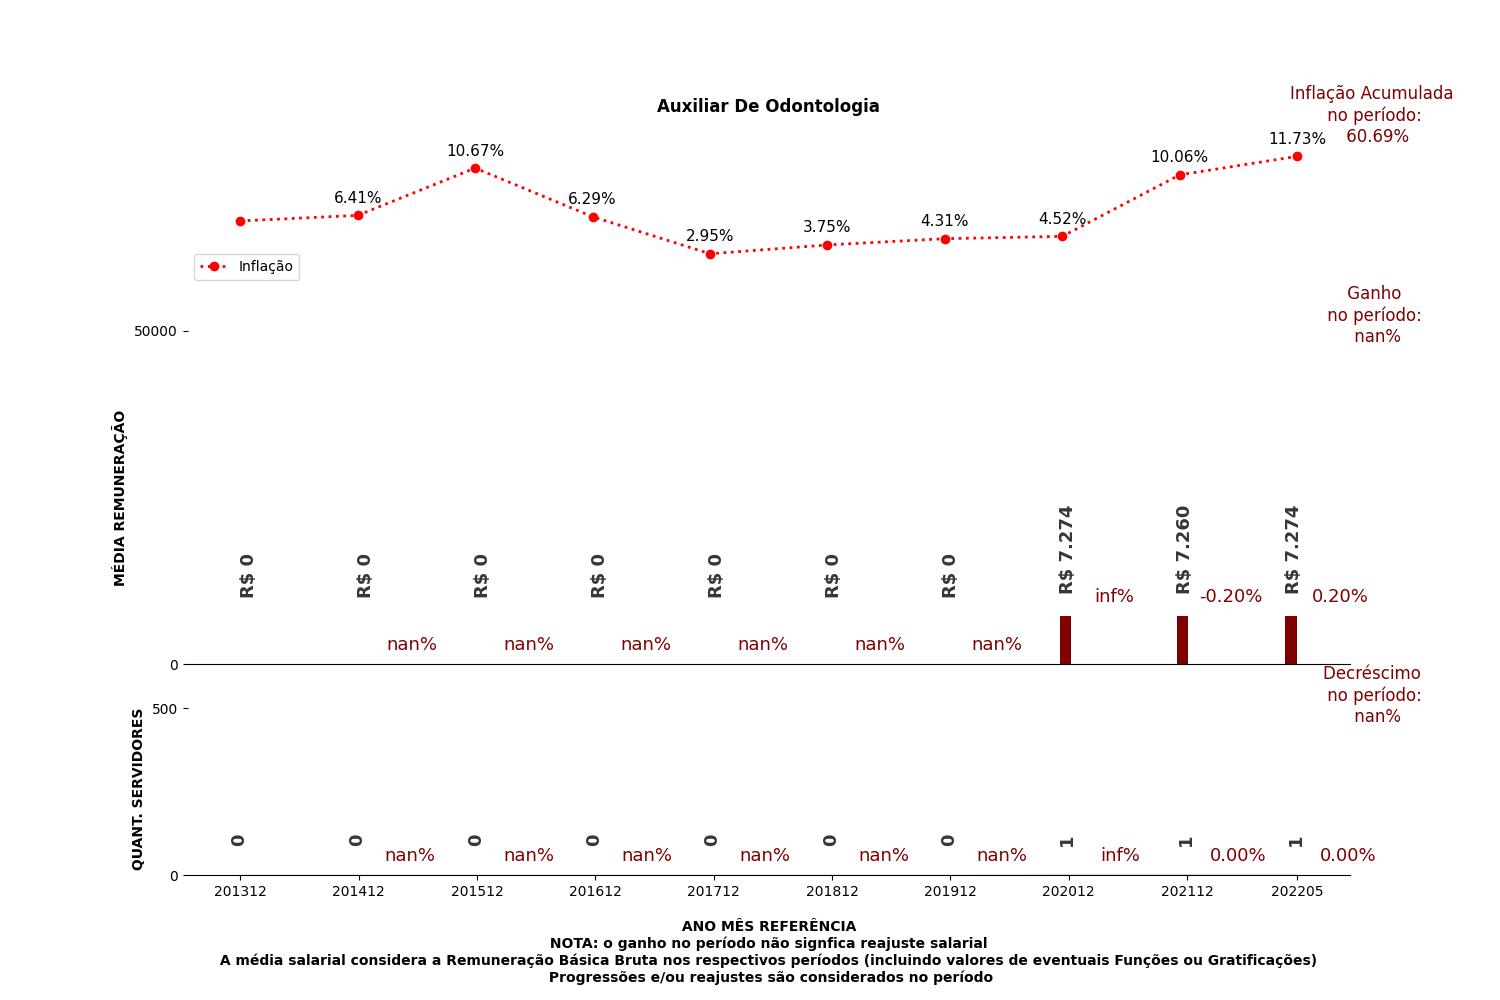 Auxiliar De Odontologia
Inflação Acumulada
no período:
60.69%
6.41%
10.67%
6.29%
2.95%
3.75%
4.31%
4.52%
10.06%
11.73%
Inflação
Ganho
no período:
nan%
50000
0
MÉDIA REMUNERAÇÃO
R$ 0
R$ 0
R$ 0
R$ 0
R$ 0
R$ 0
R$ 0
R$ 7.274
R$ 7.260
R$ 7.274
nan%
nan%
nan%
nan%
nan%
nan%
inf%
-0.20%
0.20%
Decréscimo
no período:
nan%
500
0
QUANT. SERVIDORES
0
0
0
0
0
0
0
1
1
1
nan%
nan%
nan%
nan%
nan%
nan%
inf%
0.00%
0.00%
201312
201412
201512
201612
201712
201812
201912
202012
202112
202205
ANO MÊS REFERÊNCIA
NOTA: o ganho no período não signfica reajuste salarial
A média salarial considera a Remuneração Básica Bruta nos respectivos períodos (incluindo valores de eventuais Funções ou Gratificações)
Progressões e/ou reajustes são considerados no período